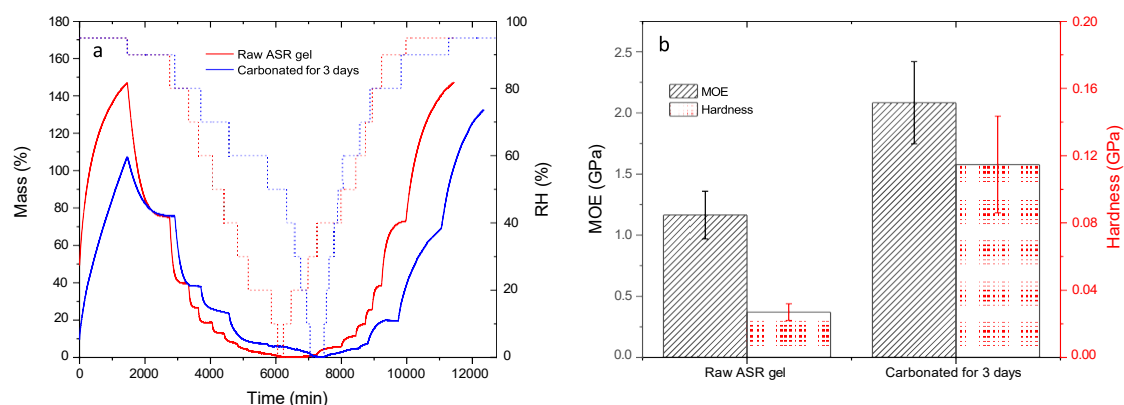 a
Raw ASR gel
Carbonated for 3 days
Mass (%)
180
160
140
120
100
80
60
40
20
0
RH (%)
100
80
60
40
20
0
0 2000 4000 6000 8000 10000 12000
Time (min)
b
MOE
Hardness
MOE (GPa)
2.5
2.0
1.5
1.0
0.5
0.0
Hardness (GPa)
0.20
0.16
0.12
0.08
0.04
0.00
Raw ASR gel Carbonated for 3 days